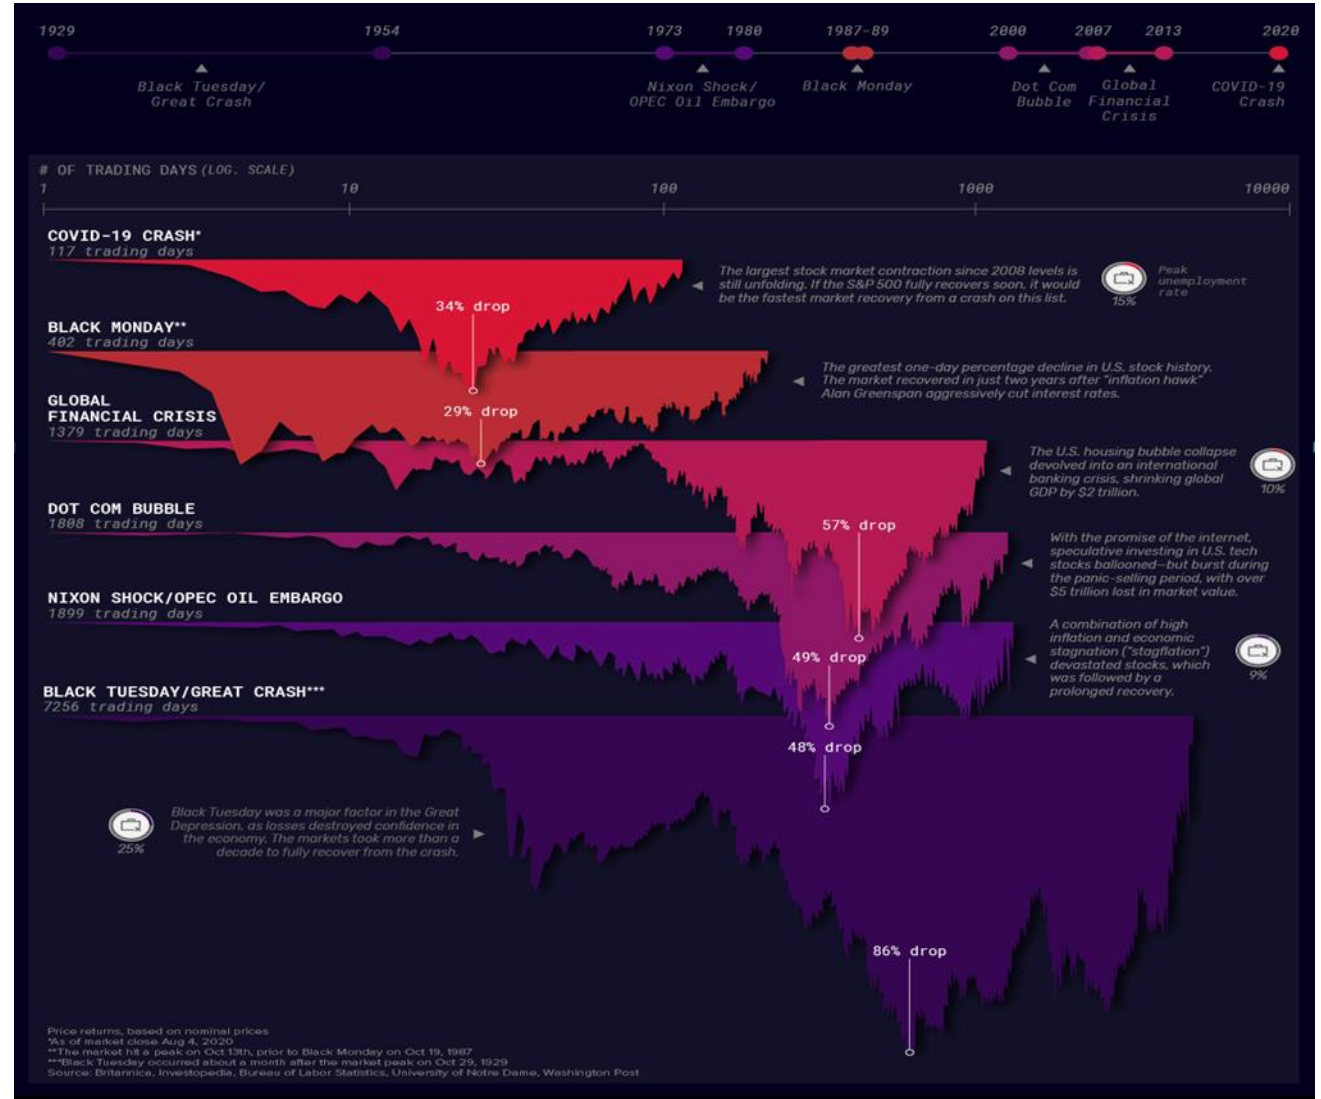 1929 1954 1973 1980 1987-89 2000 2007 2013 2020
Black Tuesday/
Great Crash
Nixon Shock/
OPEC Oil Embargo
Black Monday
Dot Com
Bubble
Global
Financial
Crisis
COVID-19
Crash
# OF TRADING DAYS (LOG. SCALE)
1 10 100 1000 10000
COVID-19 CRASH*
117 trading days
34% drop
The largest stock market contraction since 2008 levels is
still unfolding. If the S&P 500 fully recovers soon, it would
be the fastest market recovery from a crash on this list.
15%
Peak
unemployment
rate
BLACK MONDAY**
402 trading days
29% drop
The greatest one-day percentage decline in U.S. stock history.
The market recovered in just two years after "inflation hawk"
Alan Greenspan aggressively cut interest rates.
GLOBAL
FINANCIAL CRISIS
1379 trading days
57% drop
The U.S. housing bubble collapse
devolved into an international
banking crisis, shrinking global
GDP by $2 trillion.
10%
DOT COM BUBBLE
1808 trading days
49% drop
With the promise of the internet,
speculative investing in U.S. tech
stocks ballooned—but burst during
the panic-selling period, with over
$5 trillion lost in market value.
NIXON SHOCK/OPEC OIL EMBARGO
1899 trading days
48% drop
A combination of high
inflation and economic
stagnation ("stagflation")
devastated stocks, which
was followed by a
prolonged recovery.
9%
BLACK TUESDAY/GREAT CRASH***
7256 trading days
86% drop
25%
Black Tuesday was a major factor in the Great
Depression, as losses destroyed confidence in
the economy. The markets took more than a
decade to fully recover from the crash.
Price returns, based on nominal prices
*As of market close Aug 4, 2020
**The market hit a peak on Oct 13th, prior to Black Monday on Oct 19, 1987
***Black Tuesday occurred about a month after the market peak on Oct 29, 1929
Source: Britannica, Investopedia, Bureau of Labor Statistics, University of Notre Dame, Washington Post